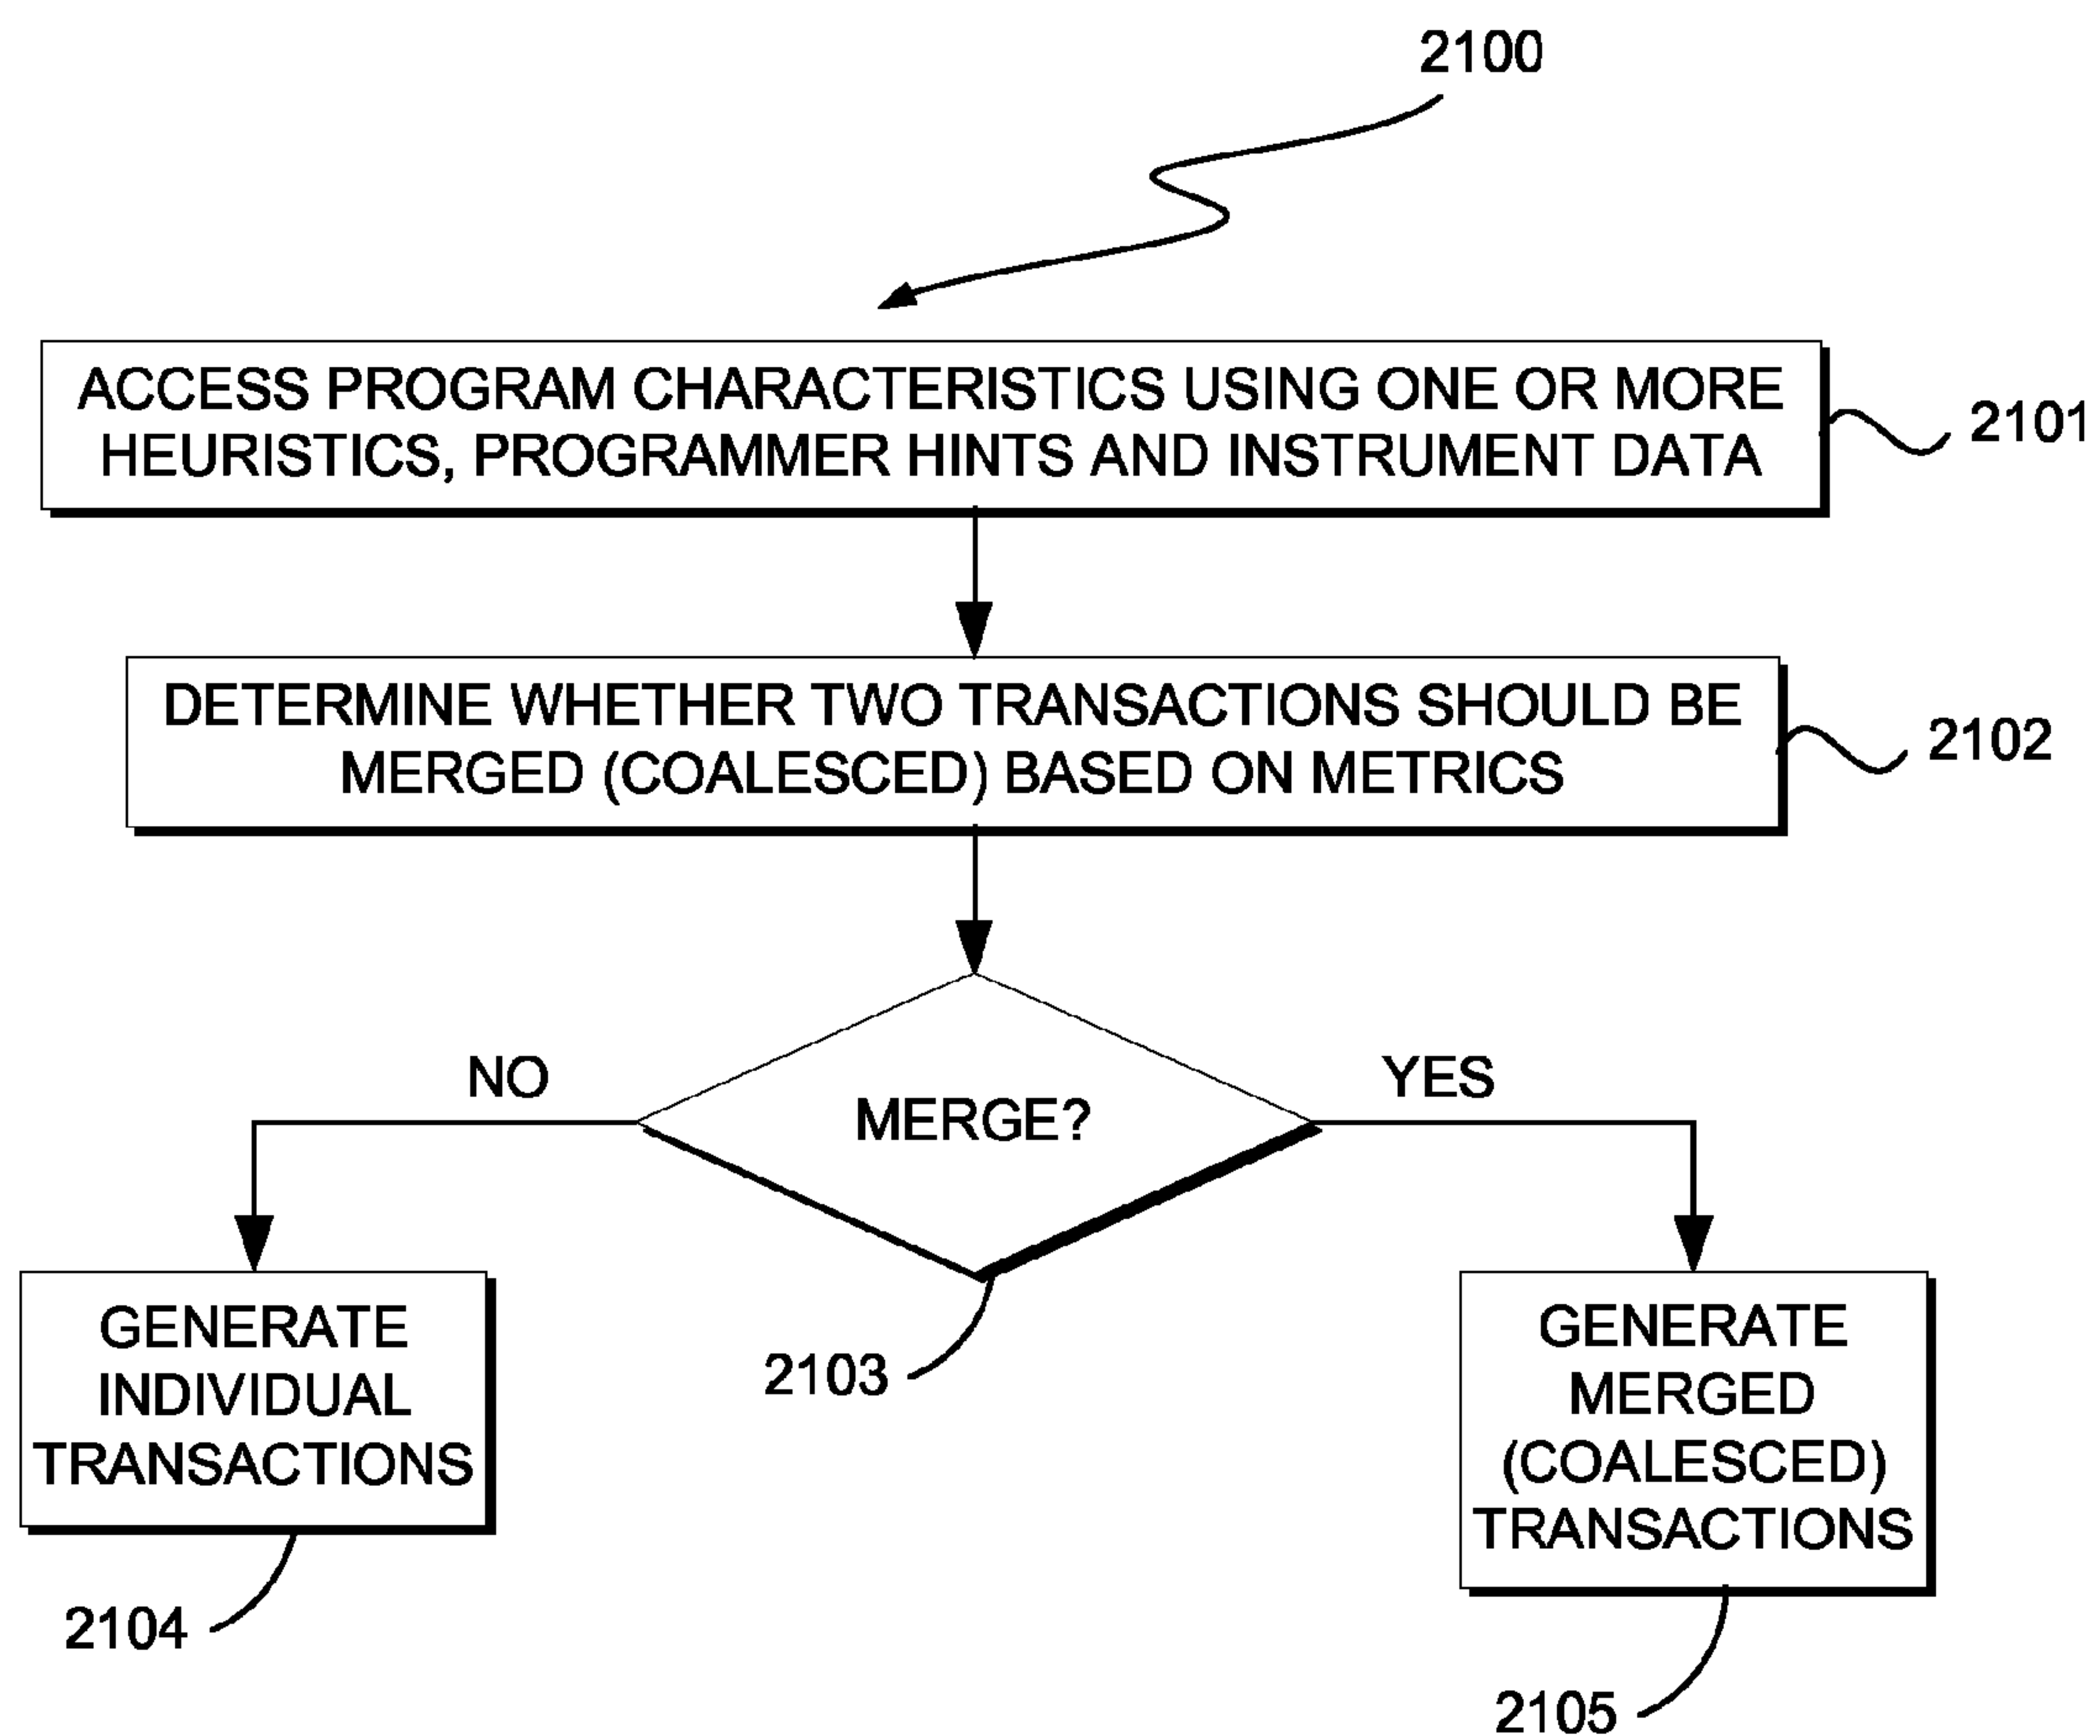 2100
ACCESS PROGRAM CHARACTERISTICS USING ONE OR MORE
HEURISTICS, PROGRAMMER HINTS AND INSTRUMENT DATA
2101
DETERMINE WHETHER TWO TRANSACTIONS SHOULD BE
MERGED (COALESCED) BASED ON METRICS
2102
NO
MERGE?
YES
2103
GENERATE
INDIVIDUAL
TRANSACTIONS
2104
GENERATE
MERGED
(COALESCED)
TRANSACTIONS
2105